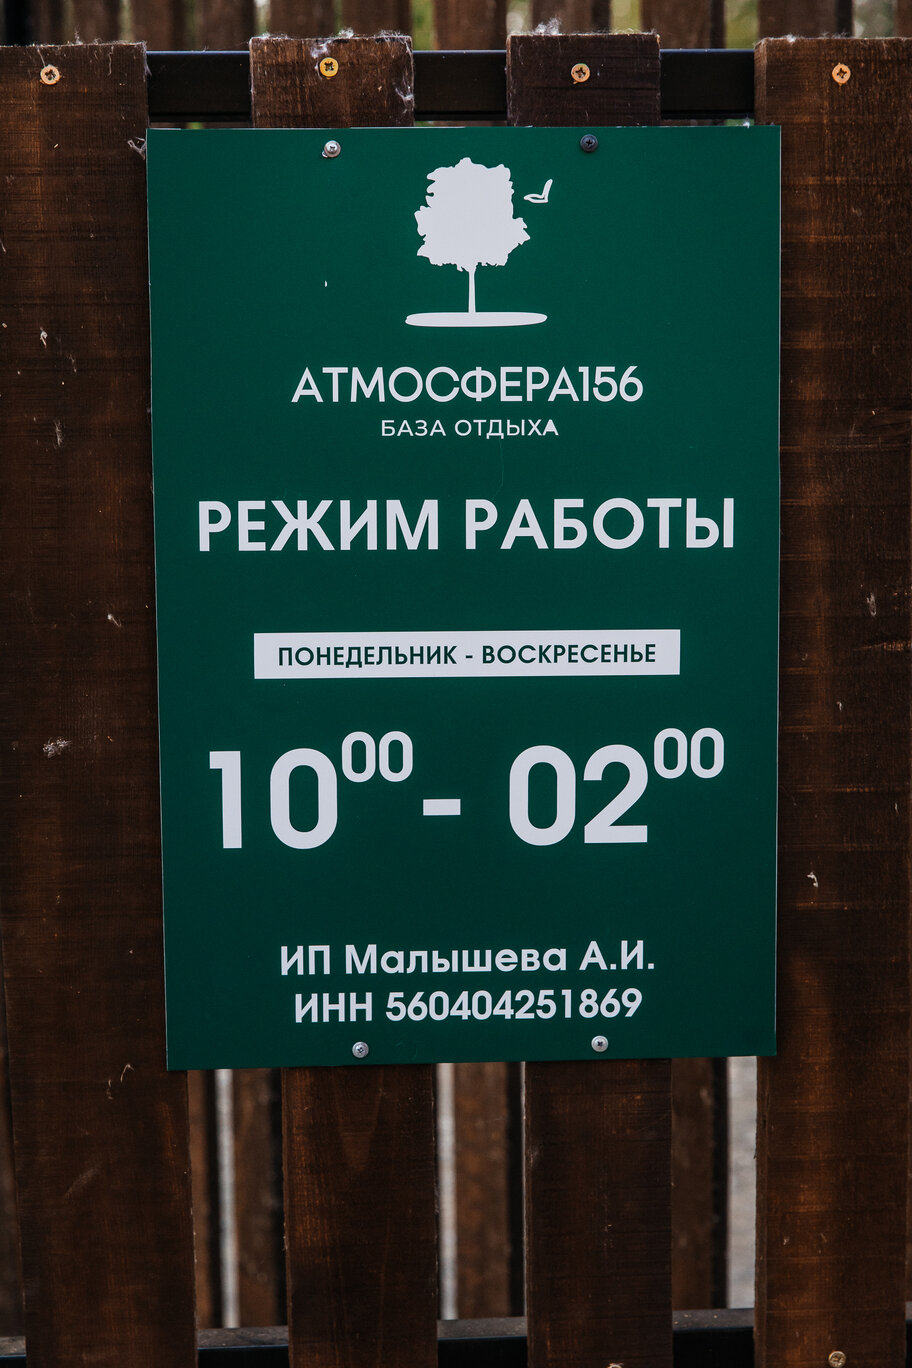 АТМОСФЕРА156
БАЗА ОТДЫХА
РЕЖИМ РАБОТЫ
ПОНЕДЕЛЬНИК - ВОСКРЕСЕНЬЕ
10⁰⁰ - 02⁰⁰
ИП Малышева А.И.
ИНН 560404251869